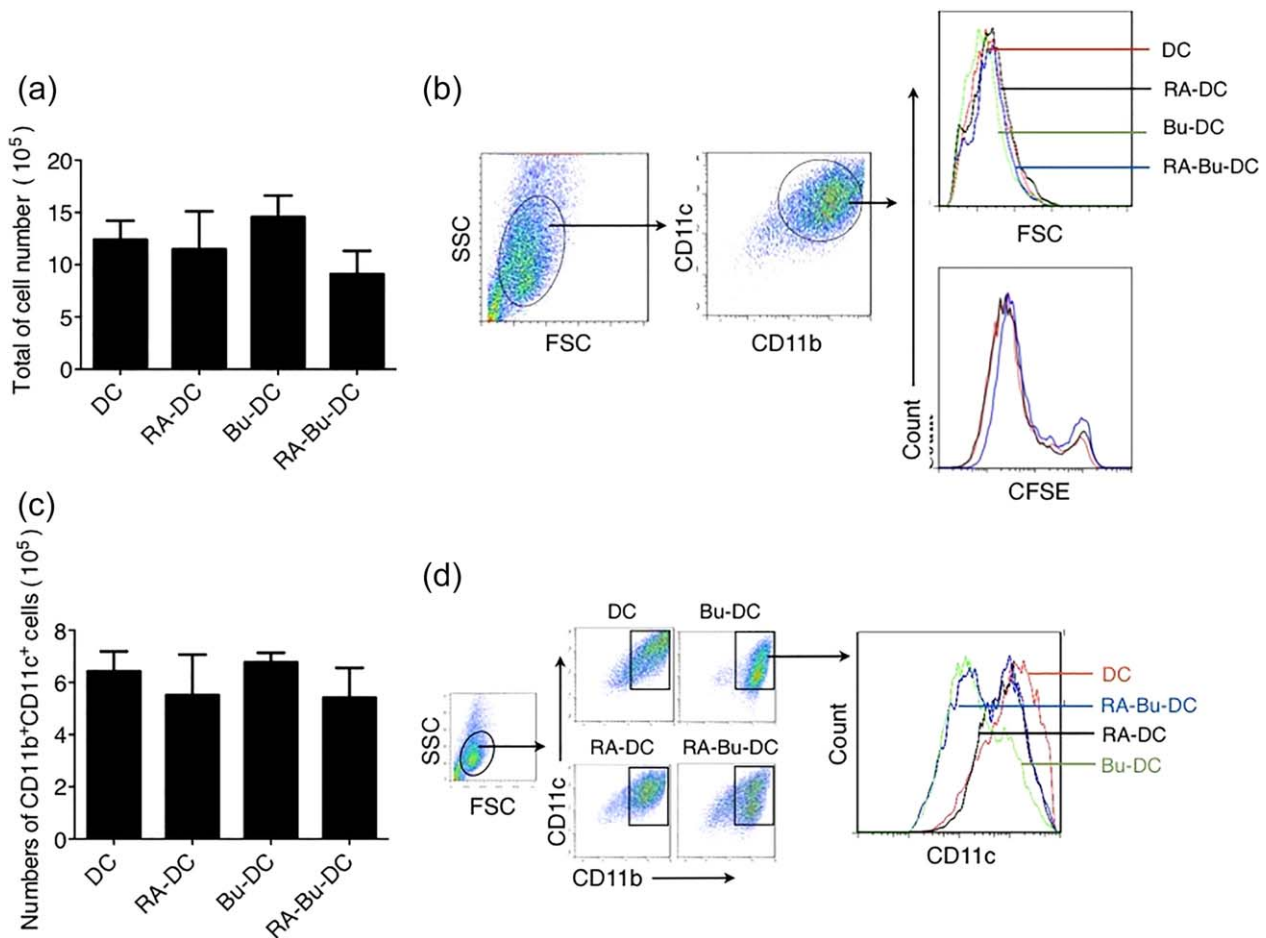 (a)
Total of cell number (10⁵)
20
15
10
5
0
DC
RA-DC
Bu-DC
RA-Bu-DC
(b)
SSC
FSC
CD11c
CD11b
DC
RA-DC
Bu-DC
RA-Bu-DC
FSC
Count
CFSE
(c)
Numbers of CD11b⁺CD11c⁺ cells (10⁵)
8
6
4
2
0
DC
RA-DC
Bu-DC
RA-Bu-DC
(d)
SSC
FSC
DC
Bu-DC
RA-DC
RA-Bu-DC
CD11c
CD11b
Count
DC
RA-Bu-DC
RA-DC
Bu-DC
CD11c